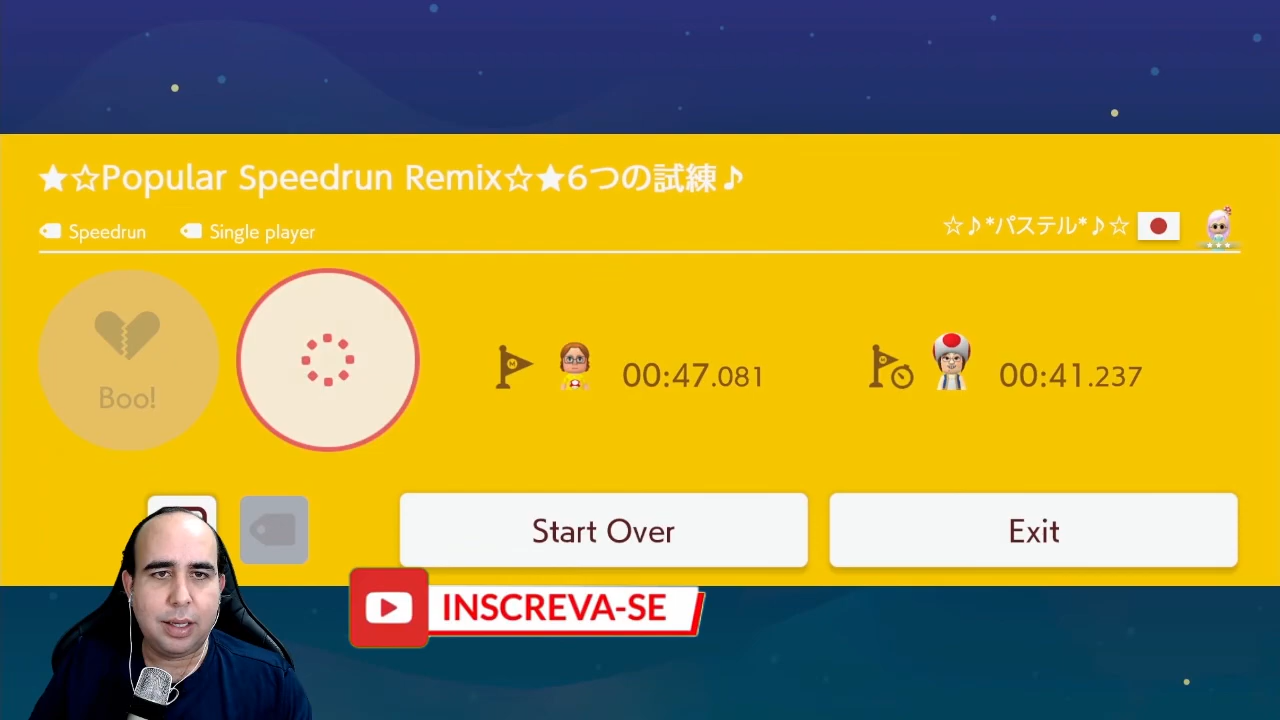 ★☆Popular Speedrun Remix☆★6つの試練♪
Speedrun Single player
☆♪*パステル*♪☆
Boo!
00:47.081
00:41.237
Start Over
Exit
INSCREVA-SE